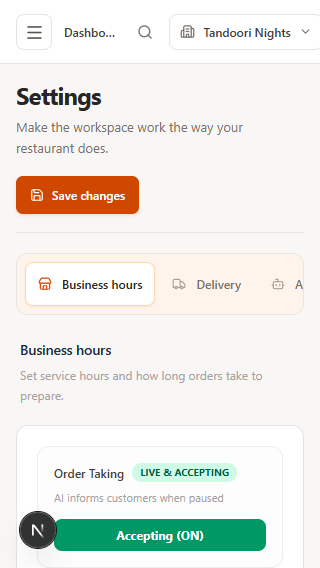 Dashbo...
Tandoori Nights
Settings
Make the workspace work the way your
restaurant does.
Save changes
Business hours
Delivery
A
Business hours
Set service hours and how long orders take to
prepare.
Order Taking
LIVE & ACCEPTING
AI informs customers when paused
N
Accepting (ON)